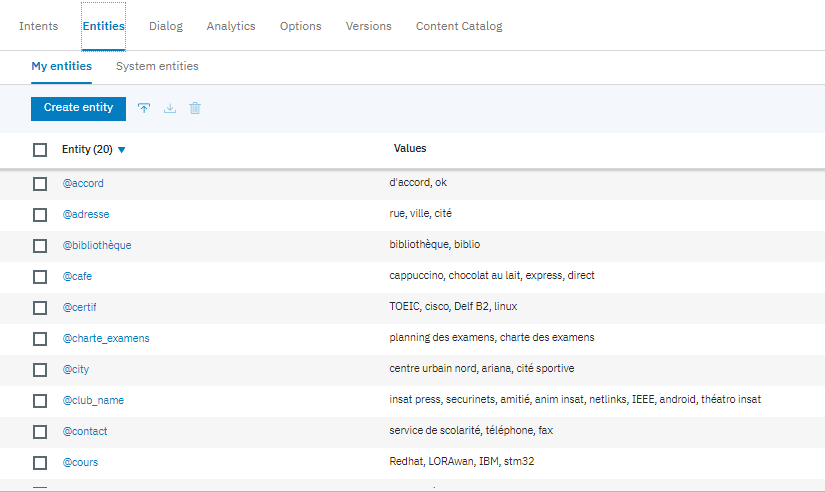 Intents Entities Dialog Analytics Options Versions Content Catalog
My entities System entities
Create entity
Entity (20) Values
@accord d'accord, ok
@adresse rue, ville, cité
@bibliothèque bibliothèque, biblio
@cafe cappuccino, chocolat au lait, express, direct
@certif TOEIC, cisco, Delf B2, linux
@charte_examens planning des examens, charte des examens
@city centre urbain nord, ariana, cité sportive
@club_name insat press, securinets, amitié, anim insat, netlinks, IEEE, android, théatro insat
@contact service de scolarité, téléphone, fax
@cours Redhat, LORAwan, IBM, stm32